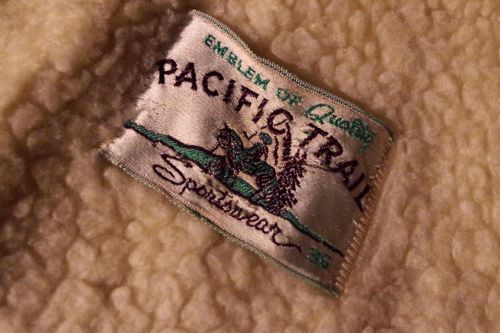 EMBLEM OF Quality
PACIFIC TRAIL
Sportswear